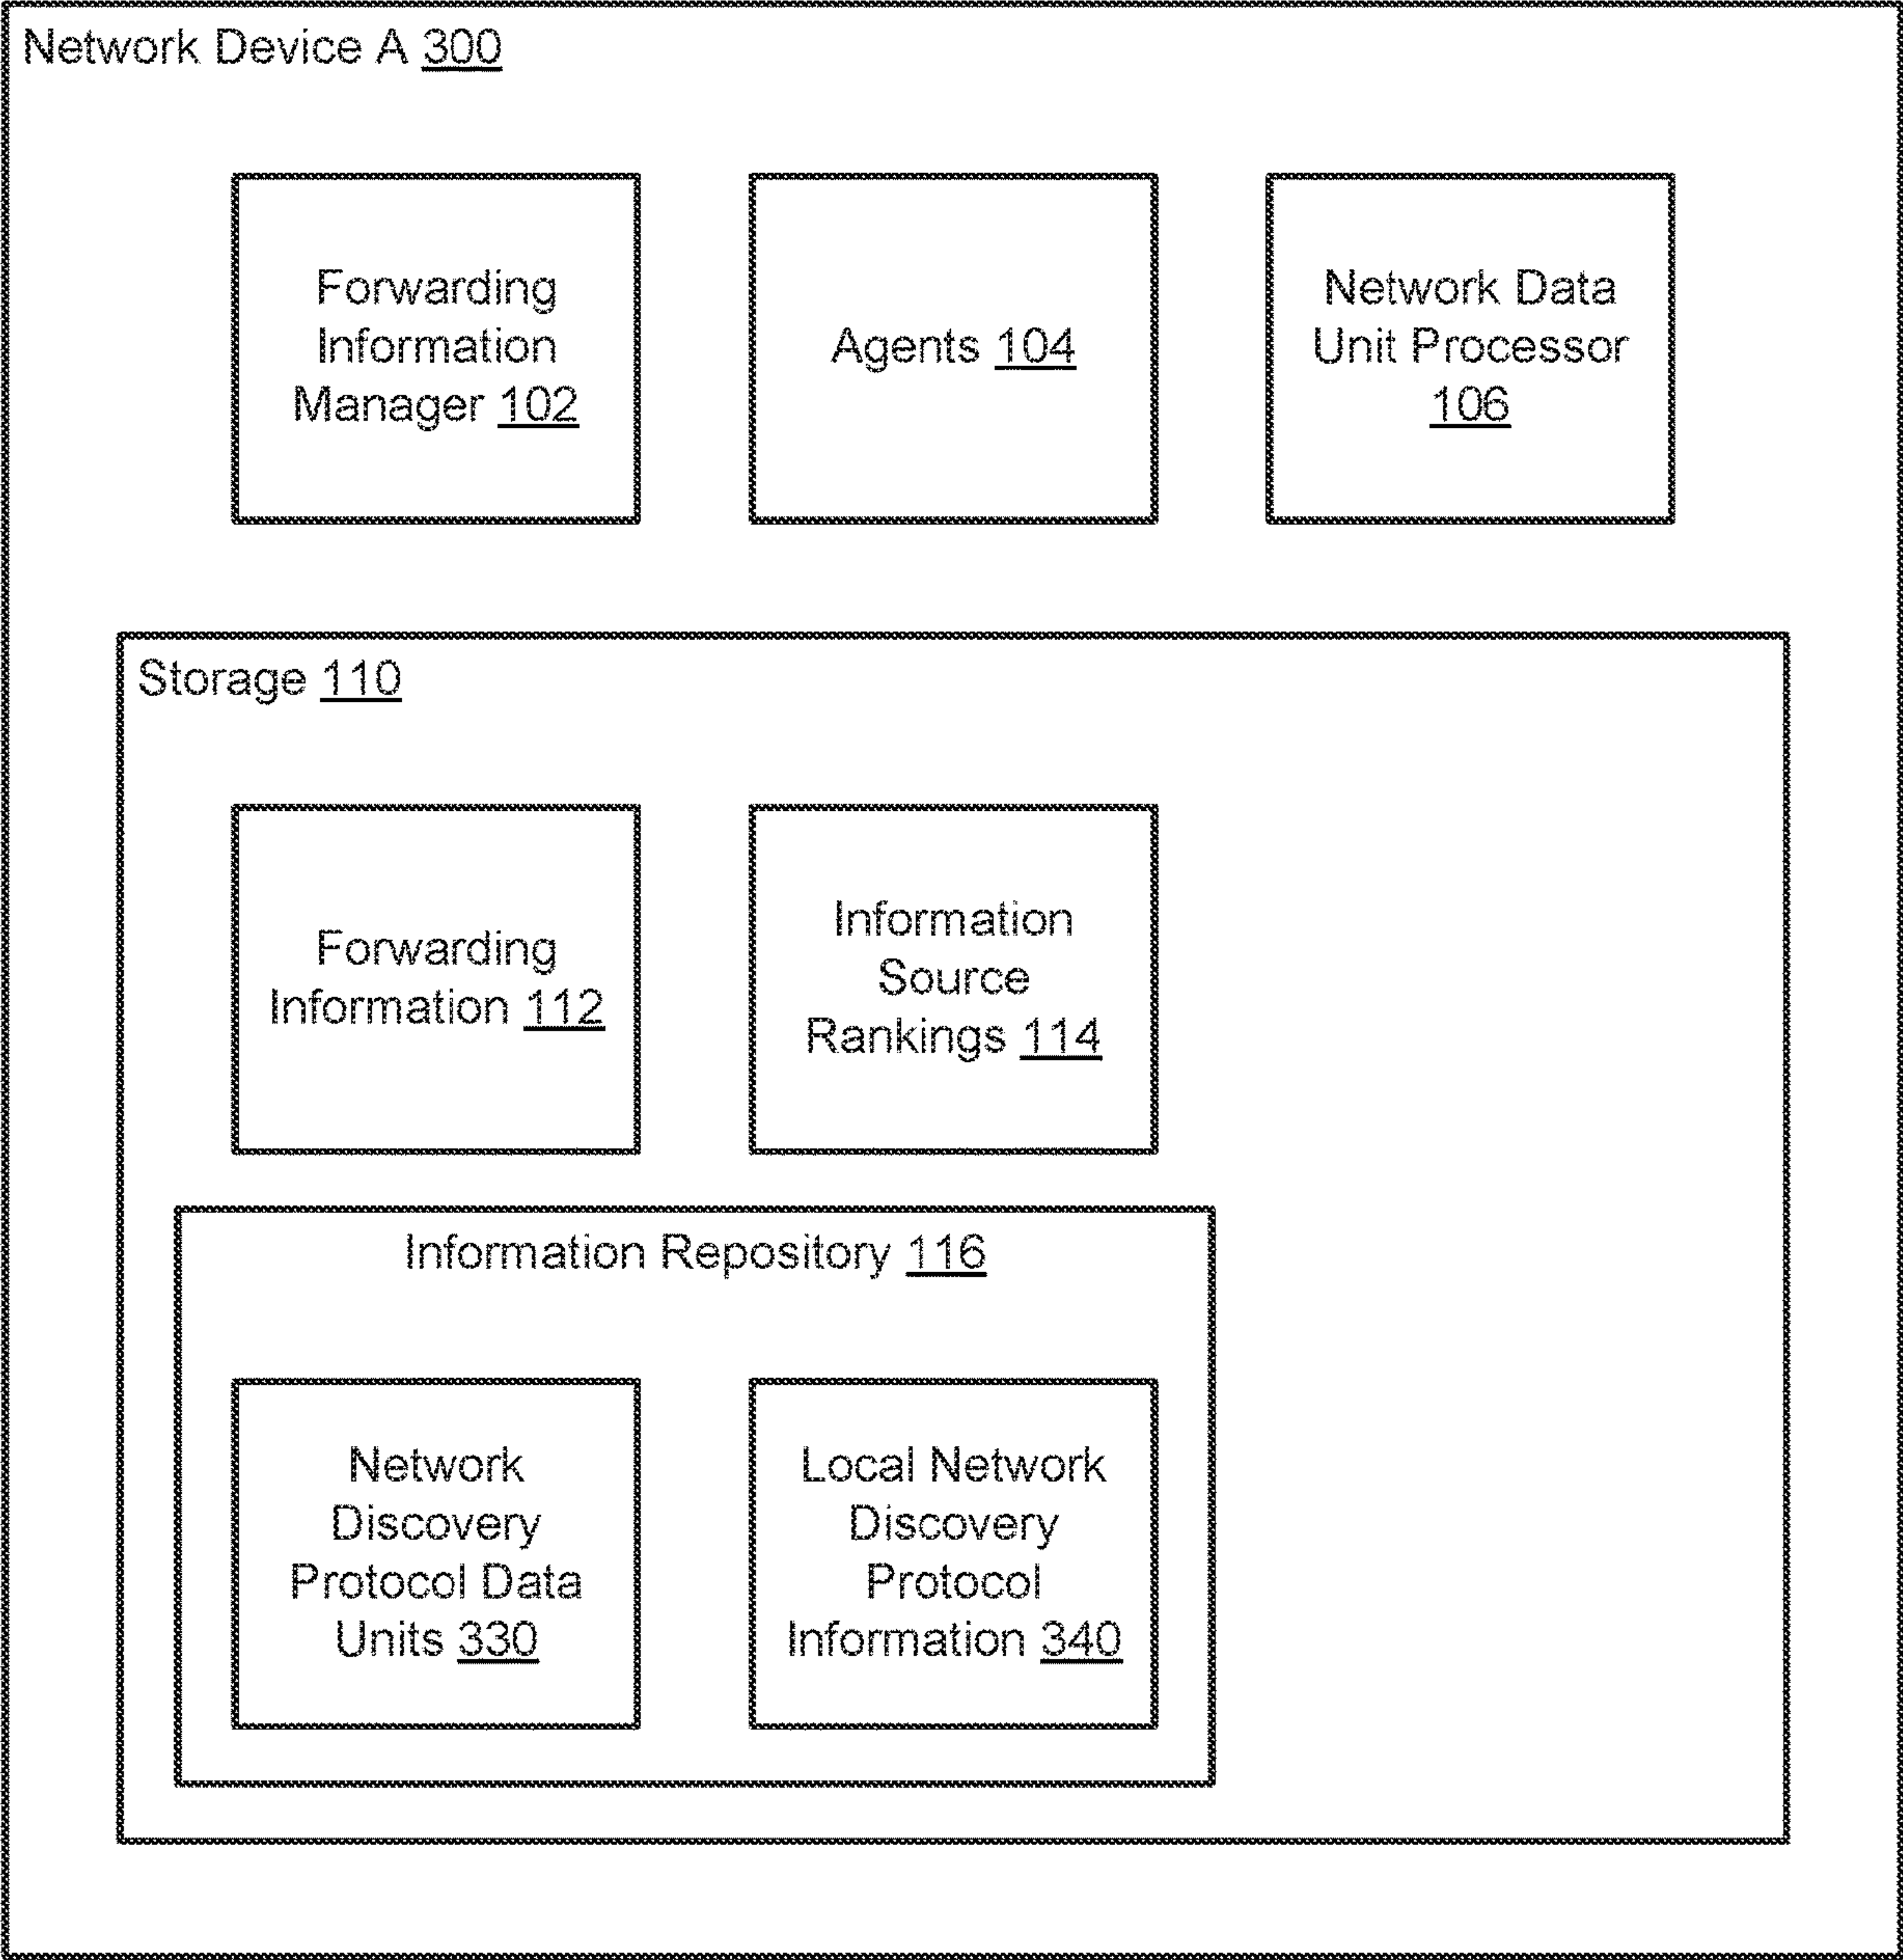 Network Device A 300
Forwarding
Information
Manager 102
Agents 104
Network Data
Unit Processor
106
Storage 110
Forwarding
Information 112
Information
Source
Rankings 114
Information Repository 116
Network
Discovery
Protocol Data
Units 330
Local Network
Discovery
Protocol
Information 340